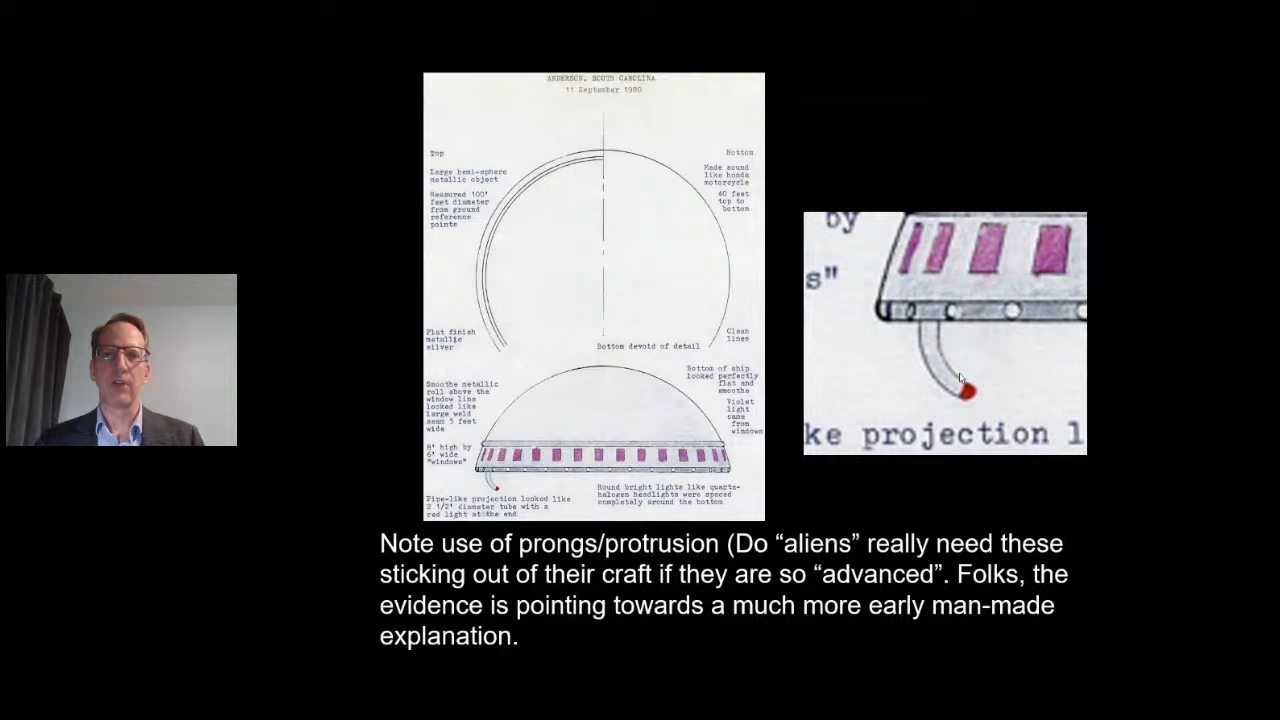 ANDERSON, SOUTH CAROLINA
11 September 1980
Top
Bottom
Large hemi-sphere
metallic object
Made sound
like honda
motorcycle
Measured 100'
feet diameter
from ground
reference
points
40 feet
top to
bottom
Flat finish
metallic
silver
Clean
lines
Bottom devoid of detail
Bottom of ship
looked perfectly
flat and
smoothe
Smoothe metallic
roll above the
window line
looked like
large weld
seam 3 feet
wide
Violet
light
came
from
windows
8' high by
6' wide
"windows"
Pipe-like projection looked like
2 1/2' diameter tube with a
red light at the end
Round bright lights like quartz-
halogen headlights were spaced
completely around the bottom
by
s"
ke projection l
Note use of prongs/protrusion (Do “aliens” really need these
sticking out of their craft if they are so “advanced”. Folks, the
evidence is pointing towards a much more early man-made
explanation.